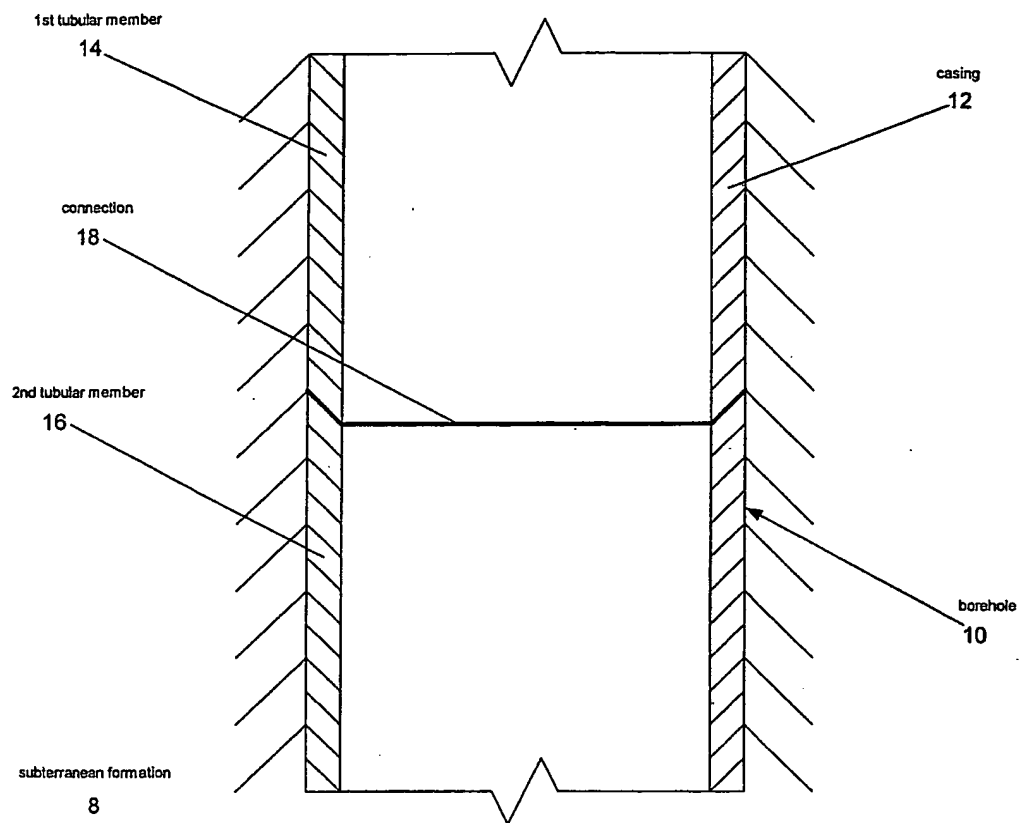 1st tubular member
14
casing
12
connection
18
2nd tubular member
16
borehole
10
subterranean formation
8